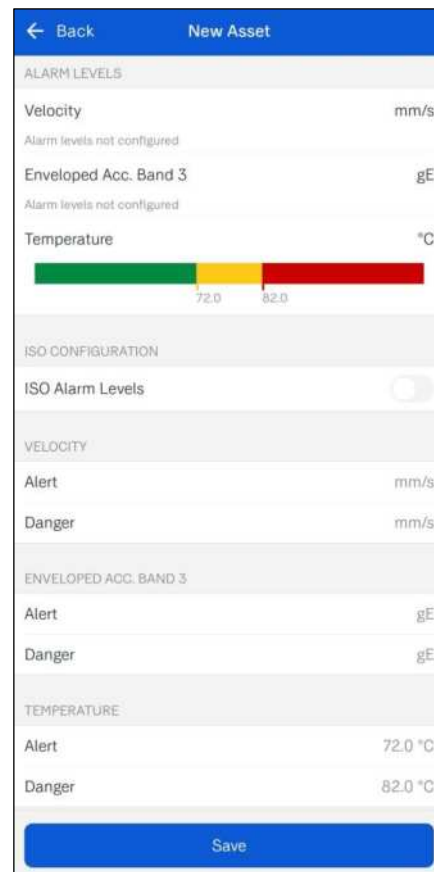 ← Back New Asset
ALARM LEVELS
Velocity mm/s
Alarm levels not configured
Enveloped Acc. Band 3 gE
Alarm levels not configured
Temperature °C
72.0 82.0
ISO CONFIGURATION
ISO Alarm Levels
VELOCITY
Alert mm/s
Danger mm/s
ENVELOPED ACC. BAND 3
Alert gE
Danger gE
TEMPERATURE
Alert 72.0 °C
Danger 82.0 °C
Save